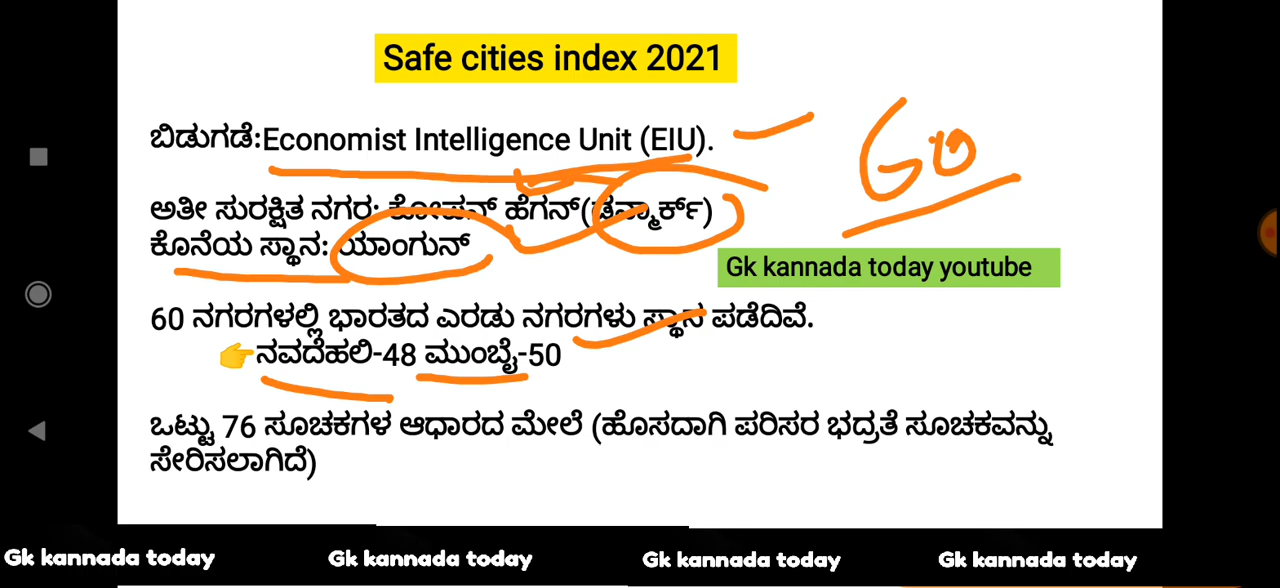 Safe cities index 2021
ಬಿಡುಗಡೆ:Economist Intelligence Unit (EIU).
60
ಅತೀ ಸುರಕ್ಷಿತ ನಗರ: ಕೋಪನ್ ಹೆಗನ್(ಡೆನ್ಮಾರ್ಕ್)
ಕೊನೆಯ ಸ್ಥಾನ: ಯಾಂಗುನ್
Gk kannada today youtube
60 ನಗರಗಳಲ್ಲಿ ಭಾರತದ ಎರಡು ನಗರಗಳು ಸ್ಥಾನ ಪಡೆದಿವೆ.
👉ನವದೆಹಲಿ-48 ಮುಂಬೈ-50
ಒಟ್ಟು 76 ಸೂಚಕಗಳ ಆಧಾರದ ಮೇಲೆ (ಹೊಸದಾಗಿ ಪರಿಸರ ಭದ್ರತೆ ಸೂಚಕವನ್ನು
ಸೇರಿಸಲಾಗಿದೆ)
Gk kannada today Gk kannada today Gk kannada today Gk kannada today